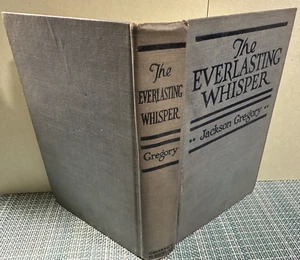 The
EVERLASTING
WHISPER
Gregory
The
EVERLASTING
WHISPER
·· Jackson Gregory ··